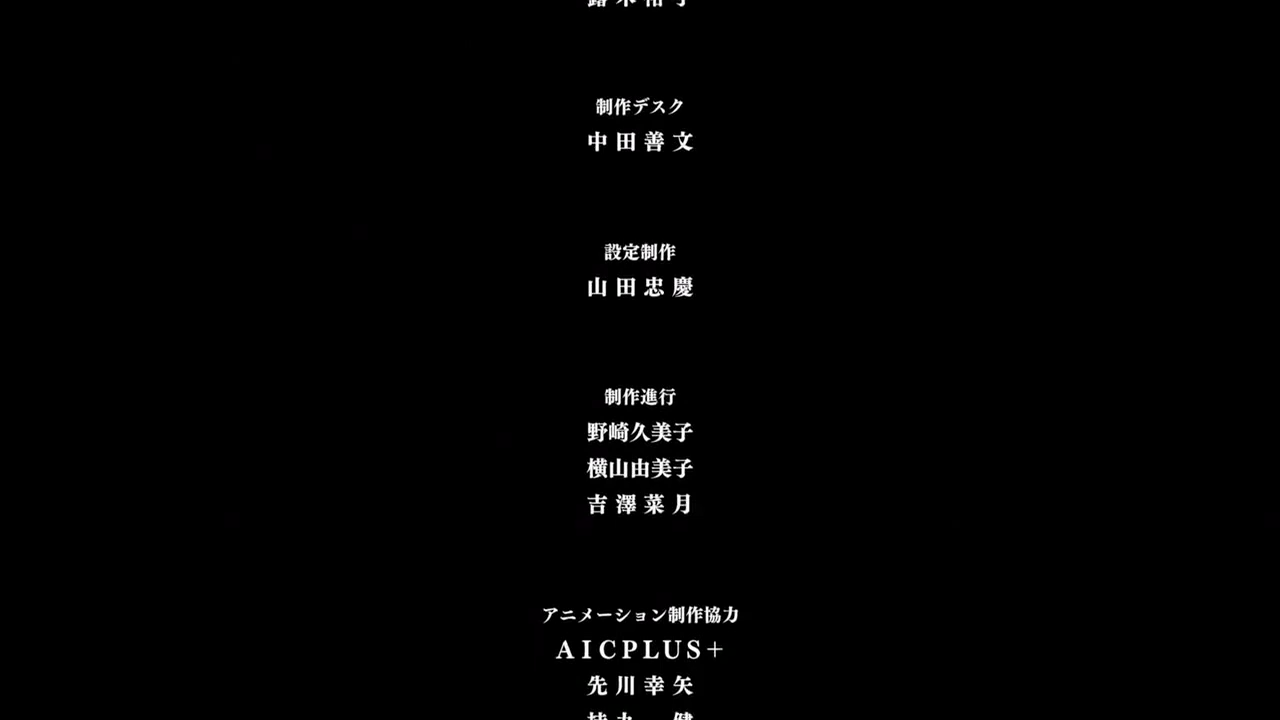 制作デスク
中田善文
設定制作
山田忠慶
制作進行
野崎久美子
横山由美子
吉澤菜月
アニメーション制作協力
AICPLUS+
先川幸矢